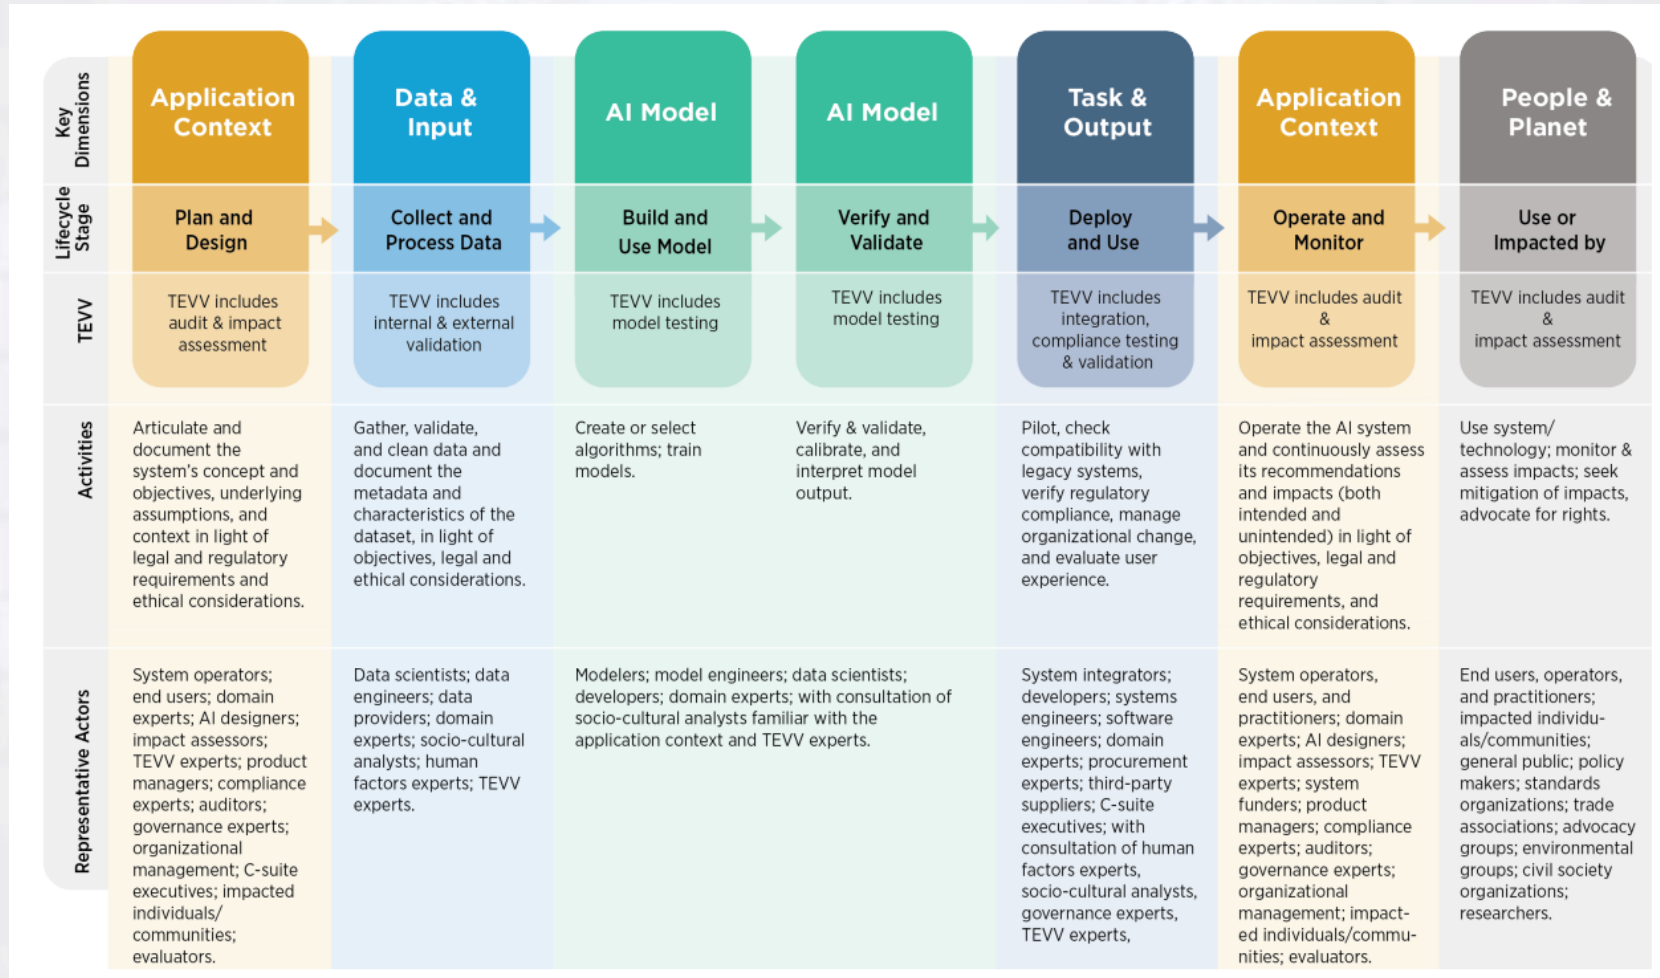 Key
Dimensions
Application
Context
Data &
Input
AI Model
AI Model
Task &
Output
Application
Context
People &
Planet
Lifecycle
Stage
Plan and
Design
Collect and
Process Data
Build and
Use Model
Verify and
Validate
Deploy
and Use
Operate and
Monitor
Use or
Impacted by
TEVV
TEVV includes
audit & impact
assessment
TEVV includes
internal & external
validation
TEVV includes
model testing
TEVV includes
model testing
TEVV includes
integration,
compliance testing
& validation
TEVV includes audit
&
impact assessment
TEVV includes audit
&
impact assessment
Activities
Articulate and
document the
system's concept and
objectives, underlying
assumptions, and
context in light of
legal and regulatory
requirements and
ethical considerations.
Gather, validate,
and clean data and
document the
metadata and
characteristics of the
dataset, in light of
objectives, legal and
ethical considerations.
Create or select
algorithms; train
models.
Verify & validate,
calibrate, and
interpret model
output.
Pilot, check
compatibility with
legacy systems,
verify regulatory
compliance, manage
organizational change,
and evaluate user
experience.
Operate the AI system
and continuously assess
its recommendations
and impacts (both
intended and
unintended) in light of
objectives, legal and
regulatory
requirements, and
ethical considerations.
Use system/
technology; monitor &
assess impacts; seek
mitigation of impacts,
advocate for rights.
Representative Actors
System operators;
end users; domain
experts; AI designers;
impact assessors;
TEVV experts; product
managers; compliance
experts; auditors;
governance experts;
organizational
management; C-suite
executives; impacted
individuals/
communities;
evaluators.
Data scientists; data
engineers; data
providers; domain
experts; socio-cultural
analysts; human
factors experts; TEVV
experts.
Modelers; model engineers; data scientists;
developers; domain experts; with consultation of
socio-cultural analysts familiar with the
application context and TEVV experts.
System integrators;
developers; systems
engineers; software
engineers; domain
experts; procurement
experts; third-party
suppliers; C-suite
executives; with
consultation of human
factors experts,
socio-cultural analysts,
governance experts,
TEVV experts,
System operators,
end users, and
practitioners; domain
experts; AI designers;
impact assessors; TEVV
experts; system
funders; product
managers; compliance
experts; auditors;
governance experts;
organizational
management; impact-
ed individuals/commu-
nities; evaluators.
End users, operators,
and practitioners;
impacted individu-
als/communities;
general public; policy
makers; standards
organizations; trade
associations; advocacy
groups; environmental
groups; civil society
organizations;
researchers.